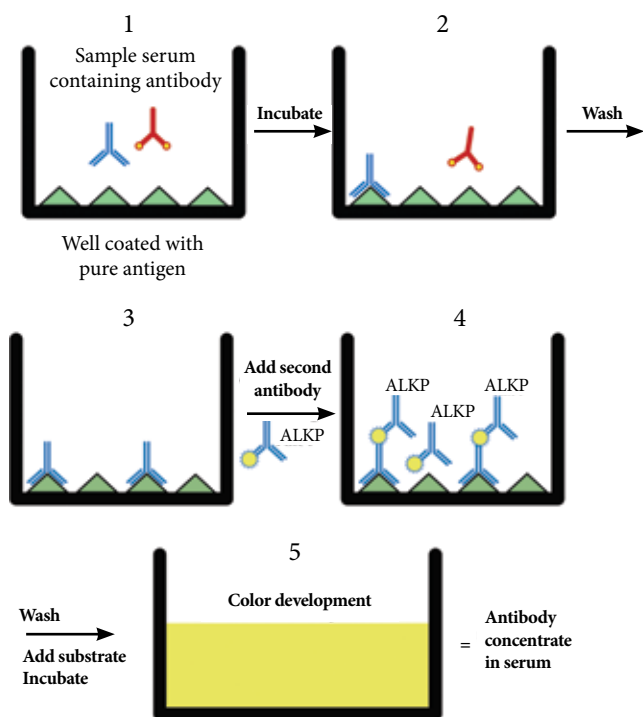 1
Sample serum
containing antibody
Incubate
2
Wash
Well coated with
pure antigen
3
Add second
antibody
ALKP
4
ALKP
ALKP
ALKP
5
Wash
Add substrate
Incubate
Color development
=
Antibody
concentrate
in serum